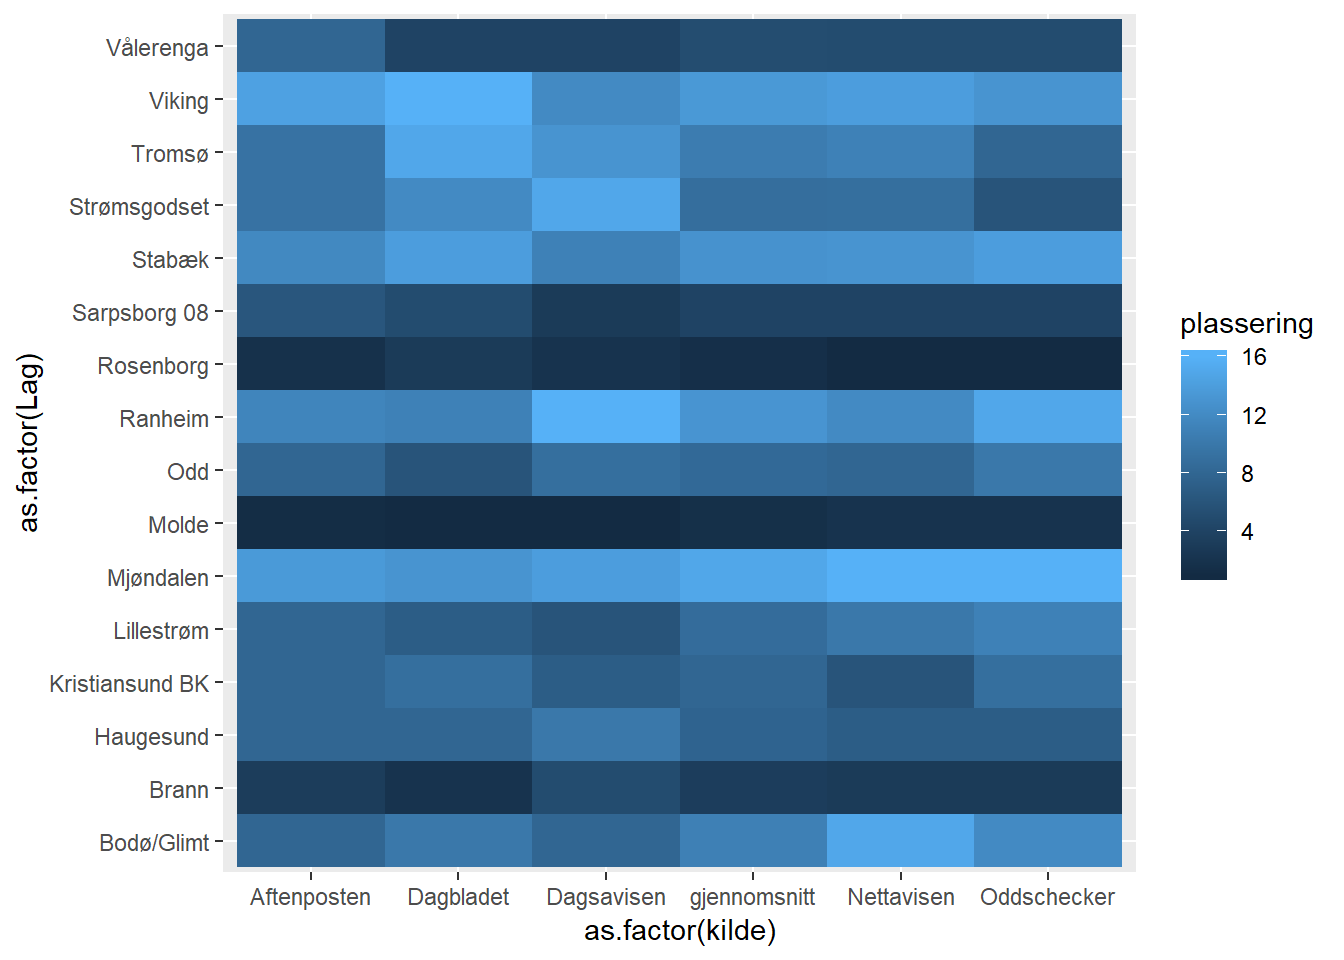 Vålerenga
Viking
Tromsø
Strømsgodset
Stabæk
Sarpsborg 08
Rosenborg
Ranheim
Odd
Molde
Mjøndalen
Lillestrøm
Kristiansund BK
Haugesund
Brann
Bodø/Glimt
as.factor(Lag)
Aftenposten Dagbladet Dagsavisen gjennomsnitt Nettavisen Oddschecker
as.factor(kilde)
plassering
16
12
8
4